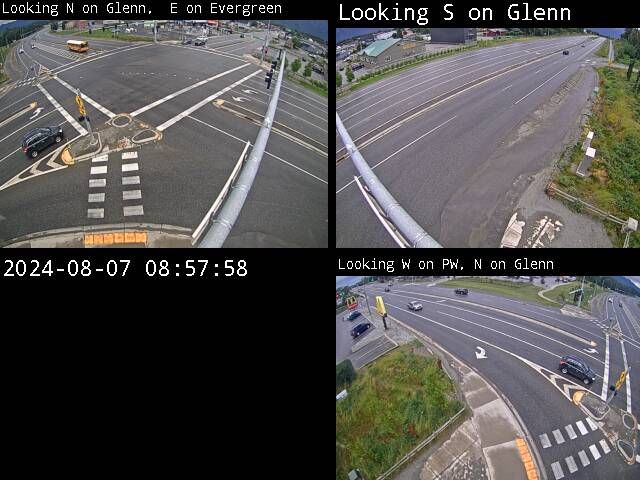 Looking N on Glenn,  E on Evergreen
Looking S on Glenn
2024-08-07 08:57:58
Looking W on PW, N on Glenn